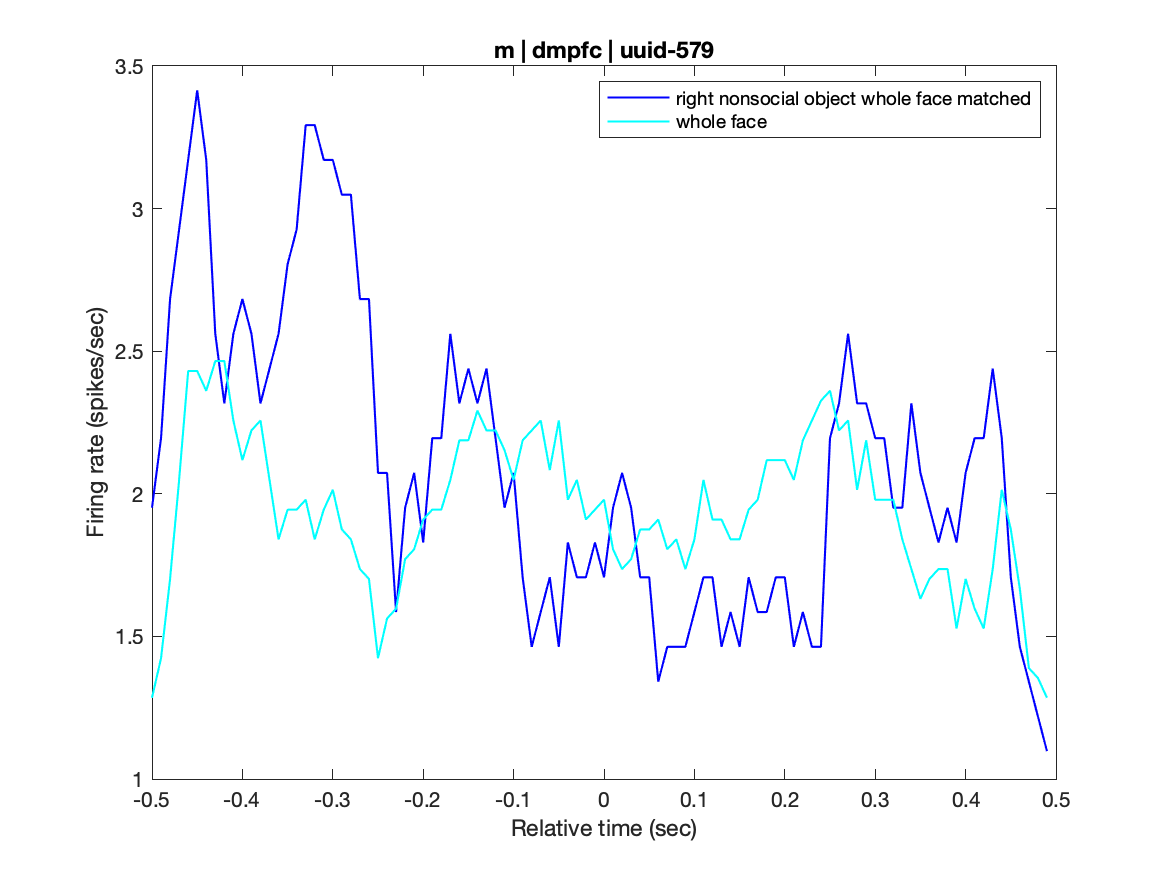 m | dmpfc | uuid-579
3.5
3
2.5
2
1.5
1
Firing rate (spikes/sec)
right nonsocial object whole face matched
whole face
-0.5 -0.4 -0.3 -0.2 -0.1 0 0.1 0.2 0.3 0.4 0.5
Relative time (sec)